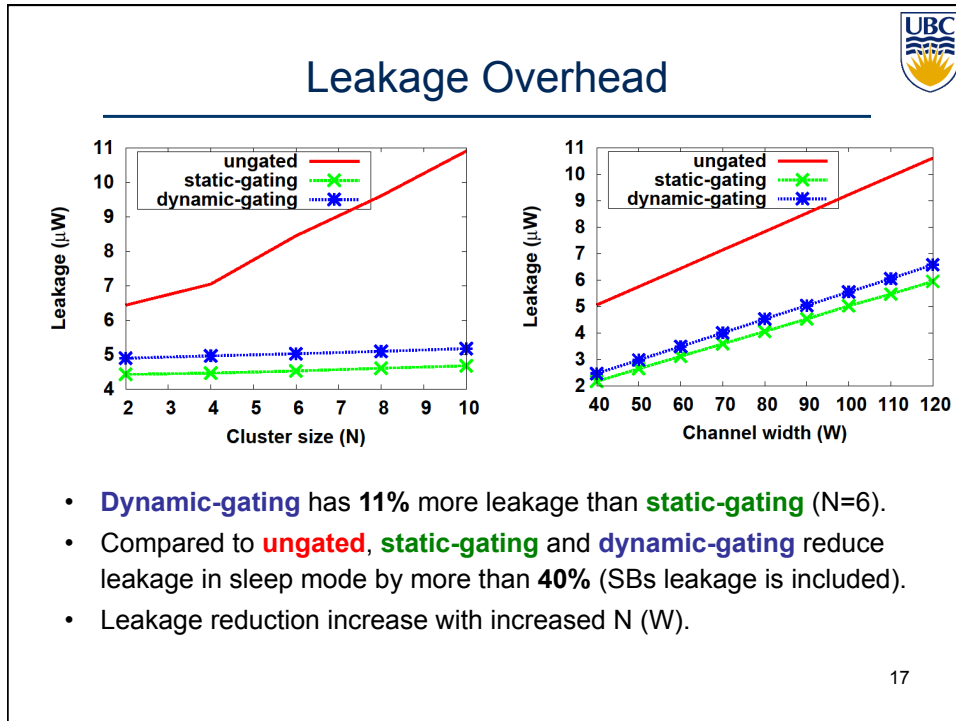 UBC
Leakage Overhead
11
10
9
8
7
6
5
4
Leakage (μW)
ungated
static-gating
dynamic-gating
2 3 4 5 6 7 8 9 10
Cluster size (N)
11
10
9
8
7
6
5
4
3
2
Leakage (μW)
ungated
static-gating
dynamic-gating
40 50 60 70 80 90 100 110 120
Channel width (W)
• Dynamic-gating has 11% more leakage than static-gating (N=6).
• Compared to ungated, static-gating and dynamic-gating reduce
leakage in sleep mode by more than 40% (SBs leakage is included).
• Leakage reduction increase with increased N (W).
17